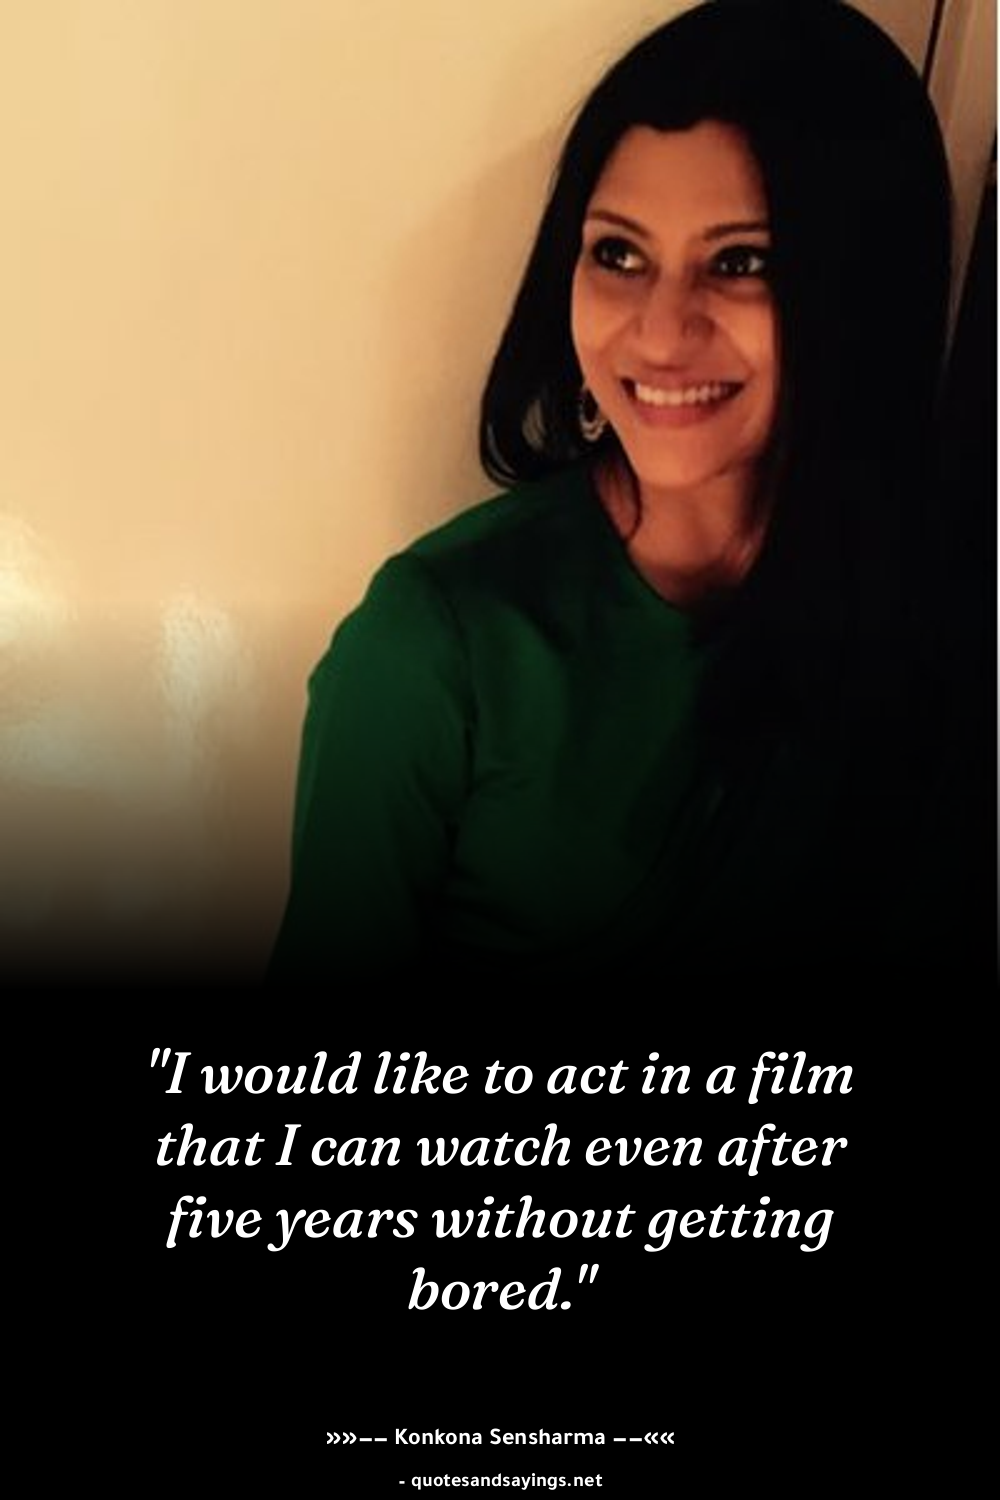 "I would like to act in a film
that I can watch even after
five years without getting
bored."
»»−− Konkona Sensharma −−««
- quotesandsayings.net